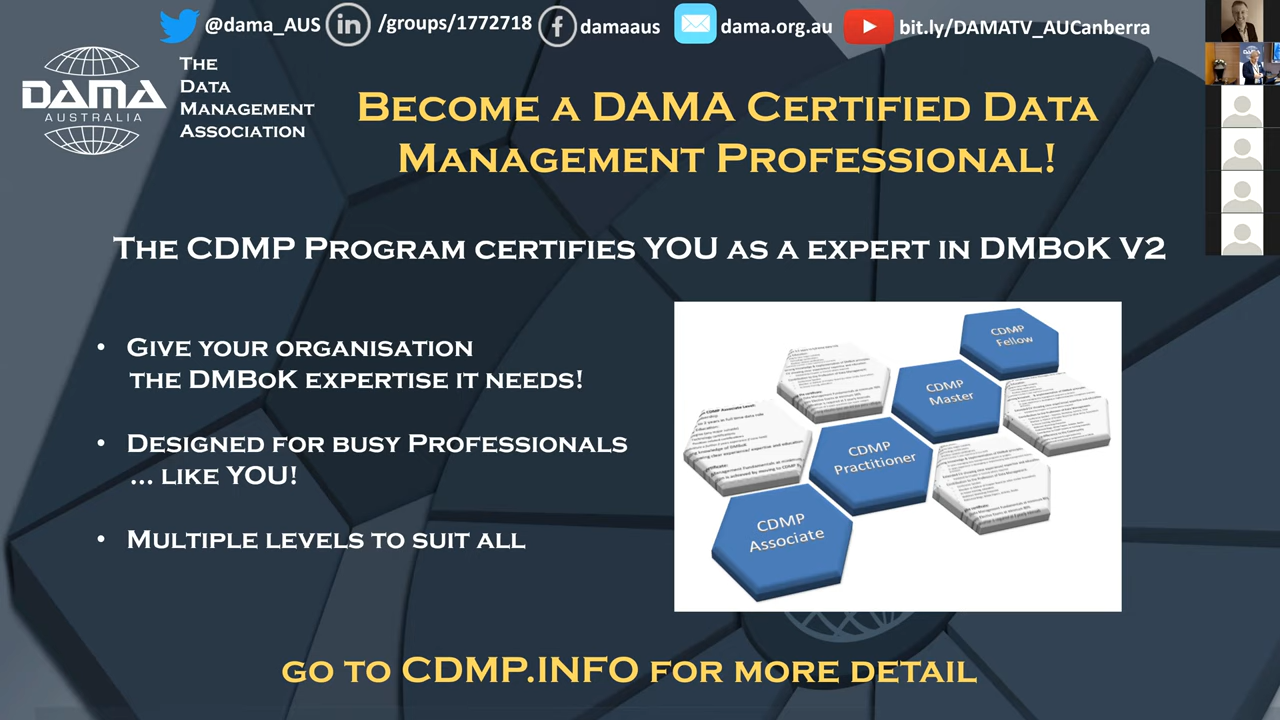 @dama_AUS /groups/1772718 damaaus dama.org.au bit.ly/DAMATV_AUCanberra
DAMA
AUSTRALIA
THE
DATA
MANAGEMENT
ASSOCIATION
BECOME A DAMA CERTIFIED DATA
MANAGEMENT PROFESSIONAL!
THE CDMP PROGRAM CERTIFIES YOU AS A EXPERT IN DMBOK V2
• GIVE YOUR ORGANISATION
THE DMBOK EXPERTISE IT NEEDS!
• DESIGNED FOR BUSY PROFESSIONALS
... LIKE YOU!
• MULTIPLE LEVELS TO SUIT ALL
CDMP
Fellow
CDMP
Master
CDMP
Practitioner
CDMP
Associate
GO TO CDMP.INFO FOR MORE DETAIL